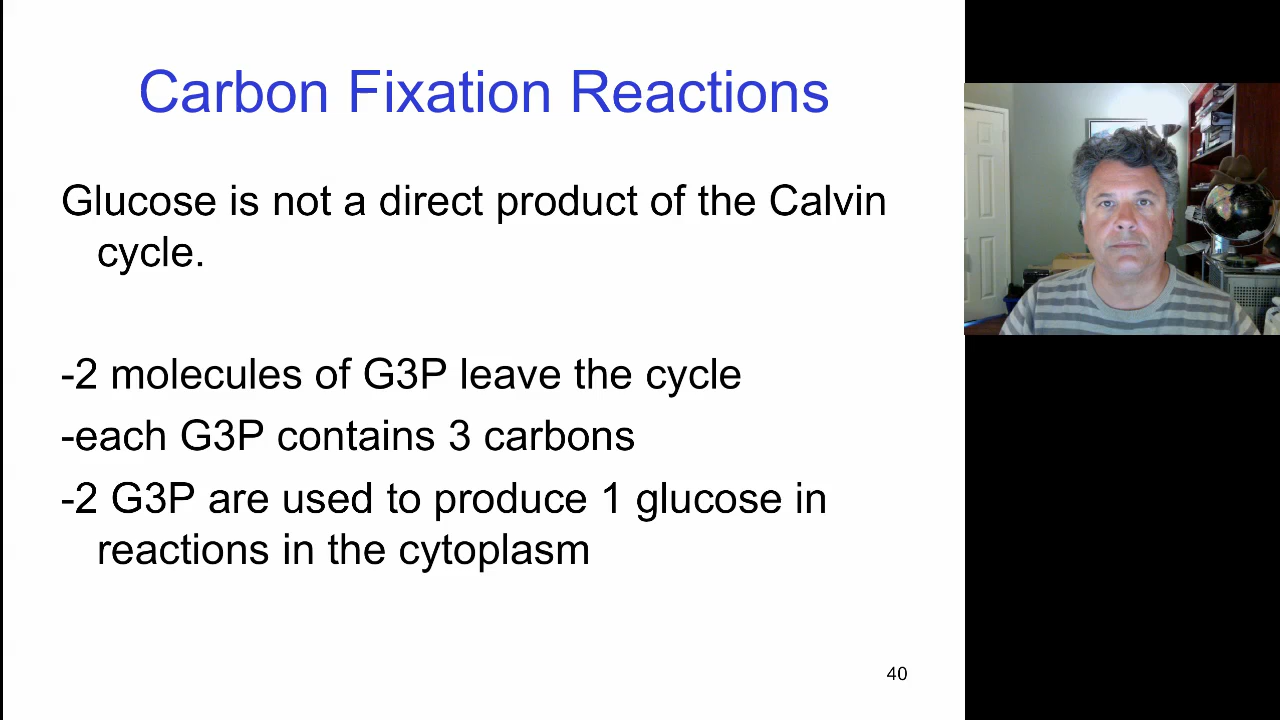 Carbon Fixation Reactions
Glucose is not a direct product of the Calvin
cycle.
-2 molecules of G3P leave the cycle
-each G3P contains 3 carbons
-2 G3P are used to produce 1 glucose in
reactions in the cytoplasm
40